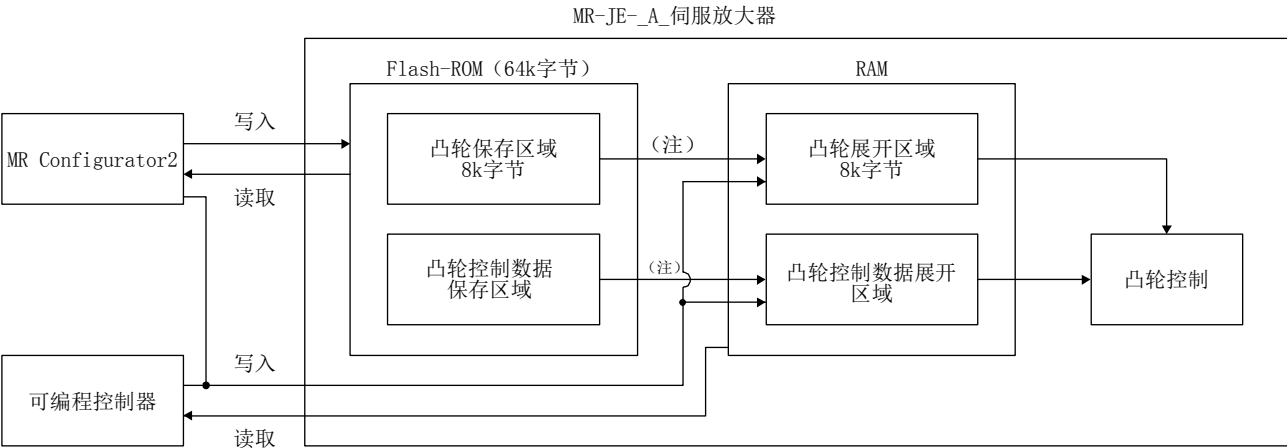 MR-JE-_A_伺服放大器
Flash-ROM（64k字节）
RAM
写入
MR Configurator2
读取
凸轮保存区域
8k字节
（注）
凸轮展开区域
8k字节
凸轮控制数据
保存区域
（注）
凸轮控制数据展开
区域
凸轮控制
写入
可编程控制器
读取